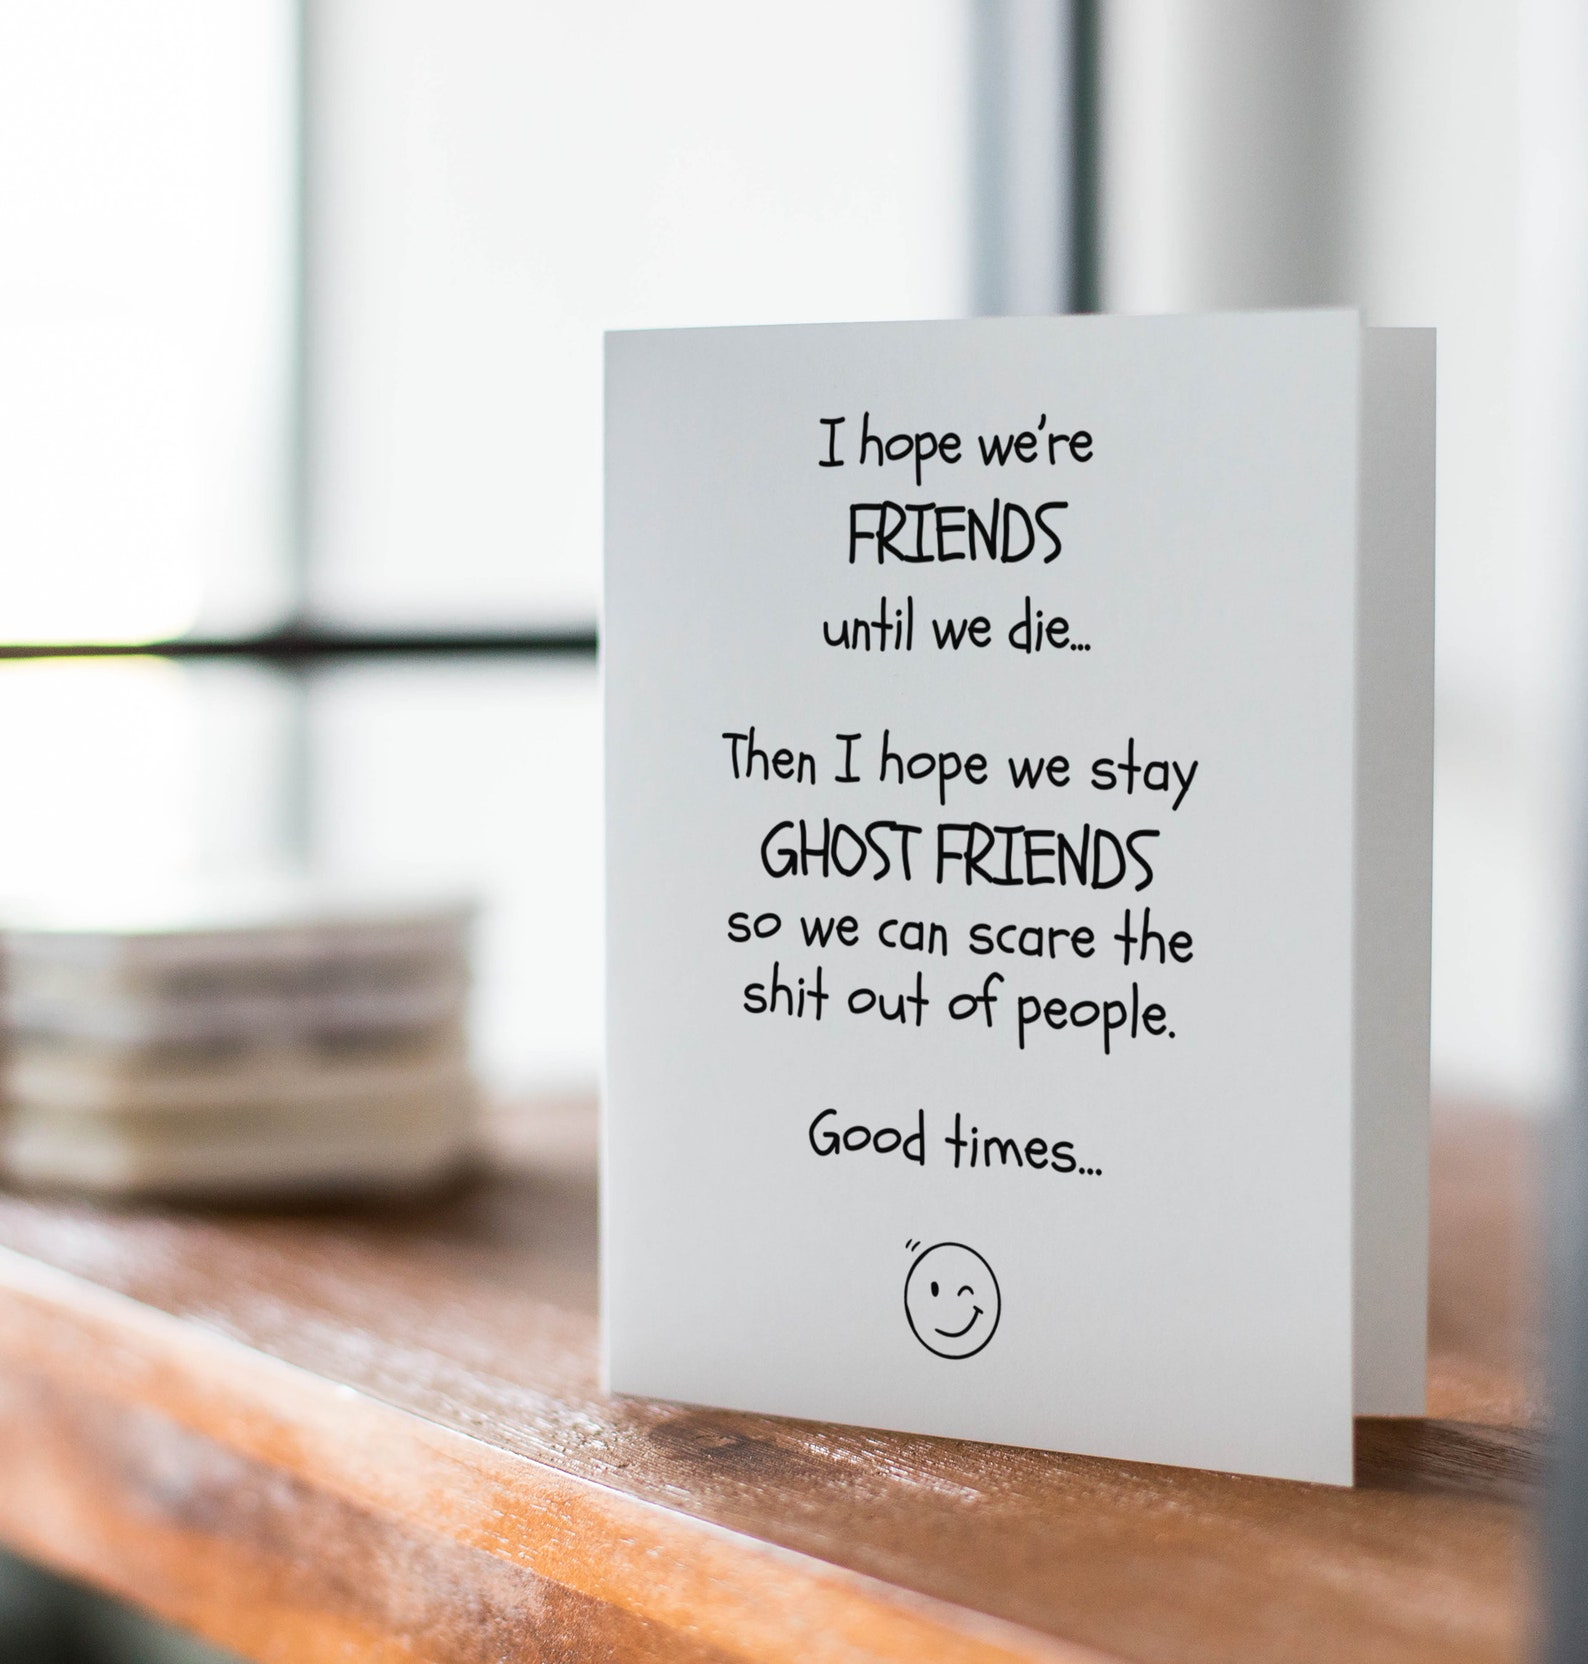 I hope we're
FRIENDS
until we die...
Then I hope we stay
GHOST FRIENDS
so we can scare the
shit out of people.
Good times...